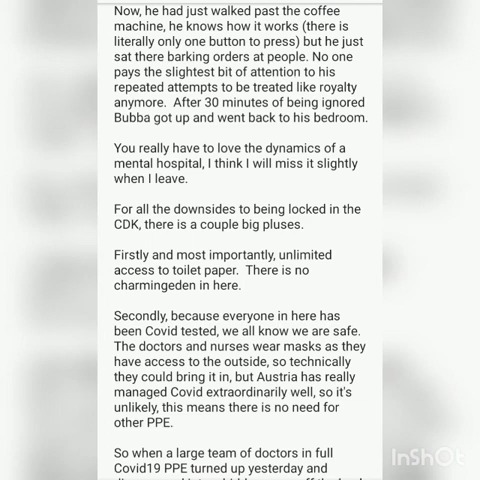 Now, he had just walked past the coffee
machine, he knows how it works (there is
literally only one button to press) but he just
sat there barking orders at people. No one
pays the slightest bit of attention to his
repeated attempts to be treated like royalty
anymore. After 30 minutes of being ignored
Bubba got up and went back to his bedroom.
You really have to love the dynamics of a
mental hospital, I think I will miss it slightly
when I leave.
For all the downsides to being locked in the
CDK, there is a couple big pluses.
Firstly and most importantly, unlimited
access to toilet paper. There is no
charmingeden in here.
Secondly, because everyone in here has
been Covid tested, we all know we are safe.
The doctors and nurses wear masks as they
have access to the outside, so technically
they could bring it in, but Austria has really
managed Covid extraordinarily well, so it's
unlikely, this means there is no need for
other PPE.
So when a large team of doctors in full
Covid19 PPE turned up yesterday and
InShOt